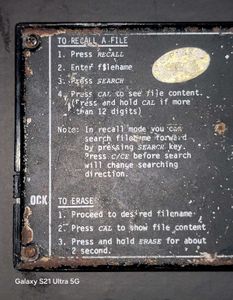 TO RECALL A FILE
1. Press RECALL
2. Enter filename
3. Press SEARCH
4. Press CAL to see file content.
(Press and hold CAL if more
than 12 digits)
Note: In recall mode you can
search filename forward
by pressing SEARCH key.
Press C/CE before search
will change searching
direction.
OCK
TO ERASE
1. Proceed to desired filename
2. Press CAL to show file content
3. Press and hold ERASE for about
2 second.
Galaxy S21 Ultra 5G